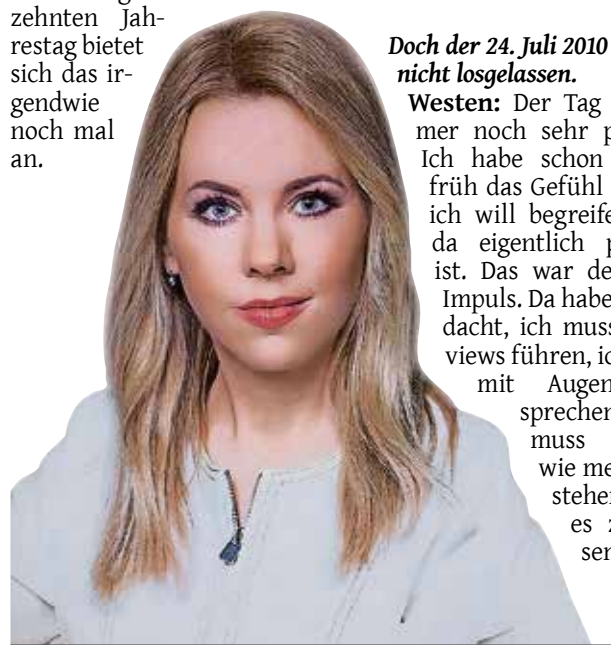 zehnten Jah-
restag bietet
sich das ir-
gendwie
noch mal
an.
Doch der 24. Juli 2010
nicht losgelassen.
Westen: Der Tag
mer noch sehr p
Ich habe schon
früh das Gefühl
ich will begreife
da eigentlich p
ist. Das war de
Impuls. Da habe
dacht, ich muss
views führen, ic
mit Augen
sprechen
muss
wie me
stehe
es z
ser